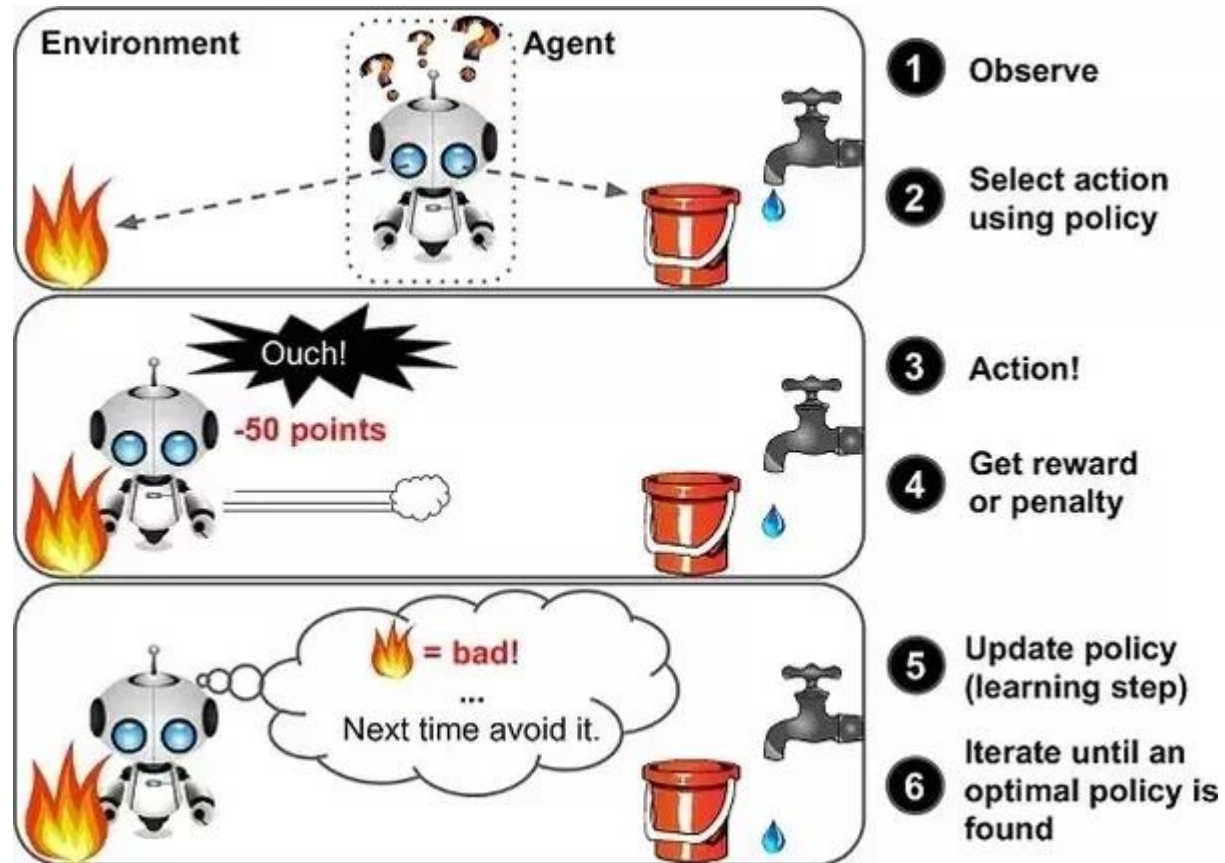 Environment
Agent
? ? ?
1 Observe
2 Select action
using policy
Ouch!
-50 points
3 Action!
4 Get reward
or penalty
= bad!
...
Next time avoid it.
5 Update policy
(learning step)
6 Iterate until an
optimal policy is
found